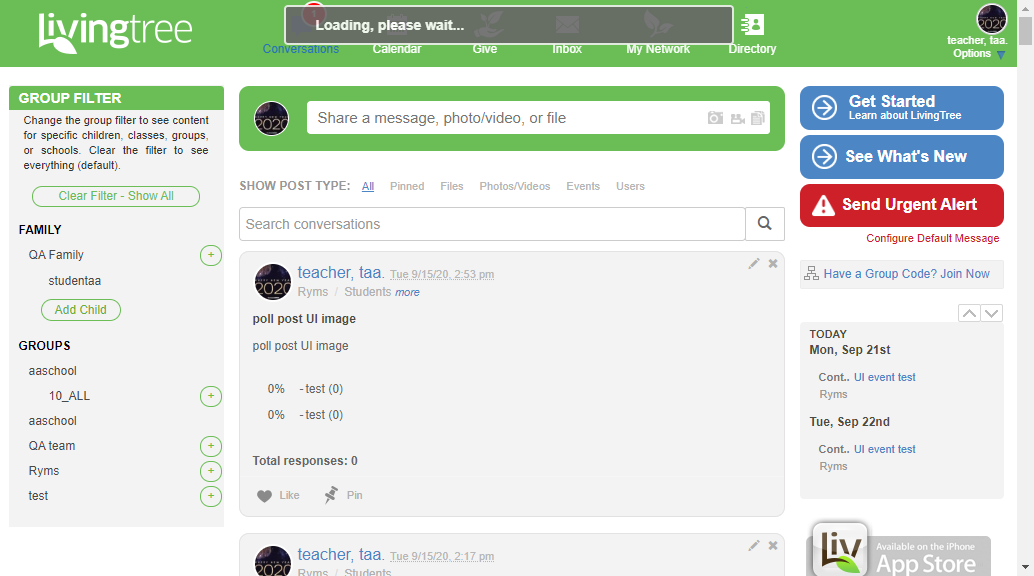 livingtree
1
Loading, please wait...
Conversations
Calendar
Give
Inbox
My Network
Directory
2020
teacher, taa.
Options
GROUP FILTER
Change the group filter to see content
for specific children, classes, groups,
or schools. Clear the filter to see
everything (default).
Clear Filter - Show All
FAMILY
QA Family
+
studentaa
Add Child
GROUPS
aaschool
10_ALL
+
aaschool
QA team
+
Ryms
+
test
+
2020
Share a message, photo/video, or file
SHOW POST TYPE: All Pinned Files Photos/Videos Events Users
Search conversations
2020
teacher, taa. Tue 9/15/20, 2:53 pm
Ryms / Students more
poll post UI image
poll post UI image
0% - test (0)
0% - test (0)
Total responses: 0
Like
Pin
teacher, taa. Tue 9/15/20, 2:17 pm
Ryms / Students
2020
Get Started
Learn about LivingTree
See What's New
Send Urgent Alert
Configure Default Message
Have a Group Code? Join Now
TODAY
Mon, Sep 21st
Cont.. UI event test
Ryms
Tue, Sep 22nd
Cont.. UI event test
Ryms
Liv
Available on the iPhone
App Store